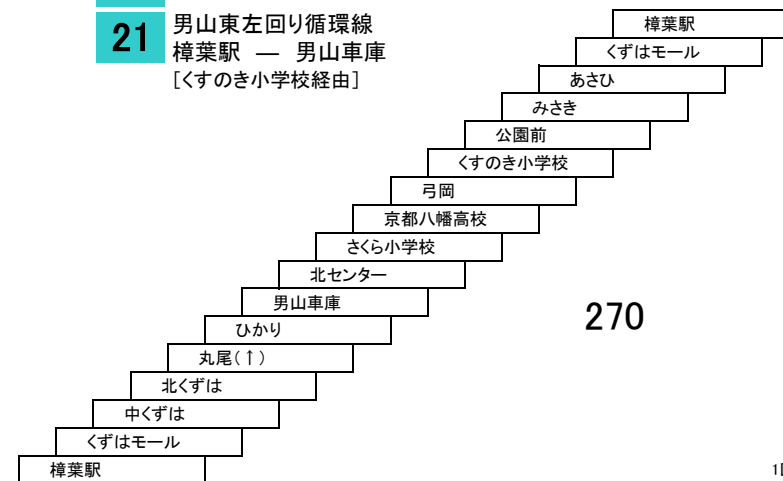 21
男山東左回り循環線
樟葉駅 ― 男山車庫
[くすのき小学校経由]
樟葉駅
くずはモール
あさひ
みさき
公園前
くすのき小学校
弓岡
京都八幡高校
さくら小学校
北センター
男山車庫
ひかり
丸尾(↑)
北くずは
中くずは
くずはモール
樟葉駅
270